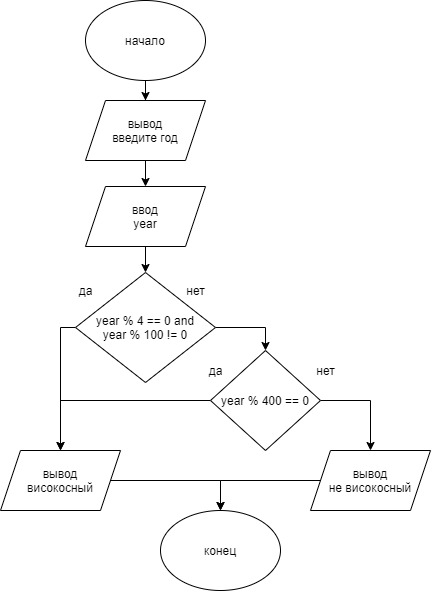 начало
вывод
введите год
ввод
year
да
нет
year % 4 == 0 and
year % 100 != 0
да
нет
year % 400 == 0
вывод
високосный
вывод
не високосный
конец